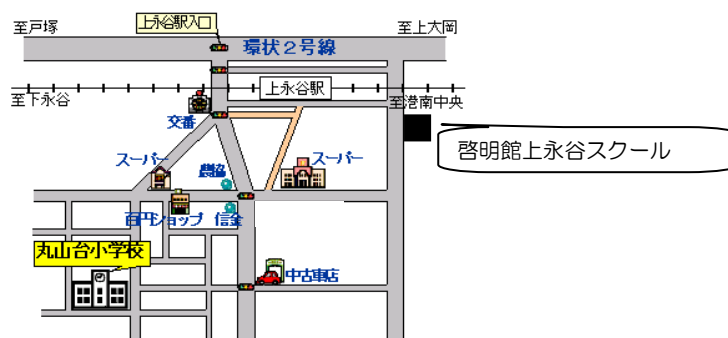 上永谷駅入口
至戸塚
至上大岡
環状2号線
上永谷駅
至下永谷
至港南中央
交番
啓明館上永谷スクール
スーパー
農協
スーパー
百円ショップ 信金
丸山台小学校
中古車店